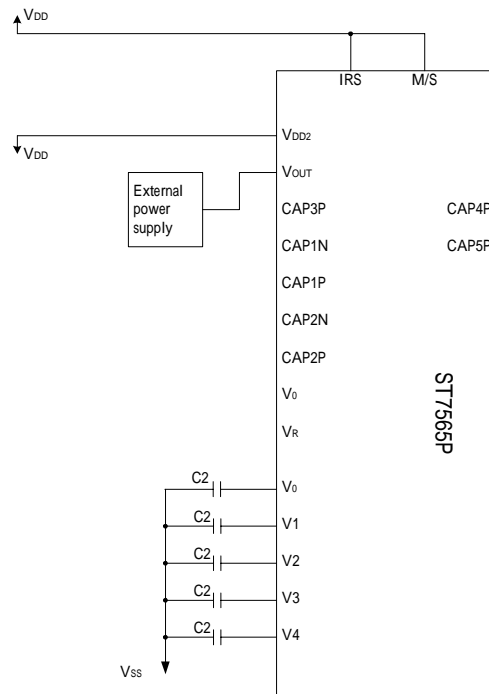 VDD
IRS M/S
VDD2
VDD
VOUT
External
power
supply
CAP3P CAP4P
CAP1N CAP5P
CAP1P
CAP2N
CAP2P
V0
VR
ST7565P
C2 V0
C2 V1
C2 V2
C2 V3
C2 V4
VSS